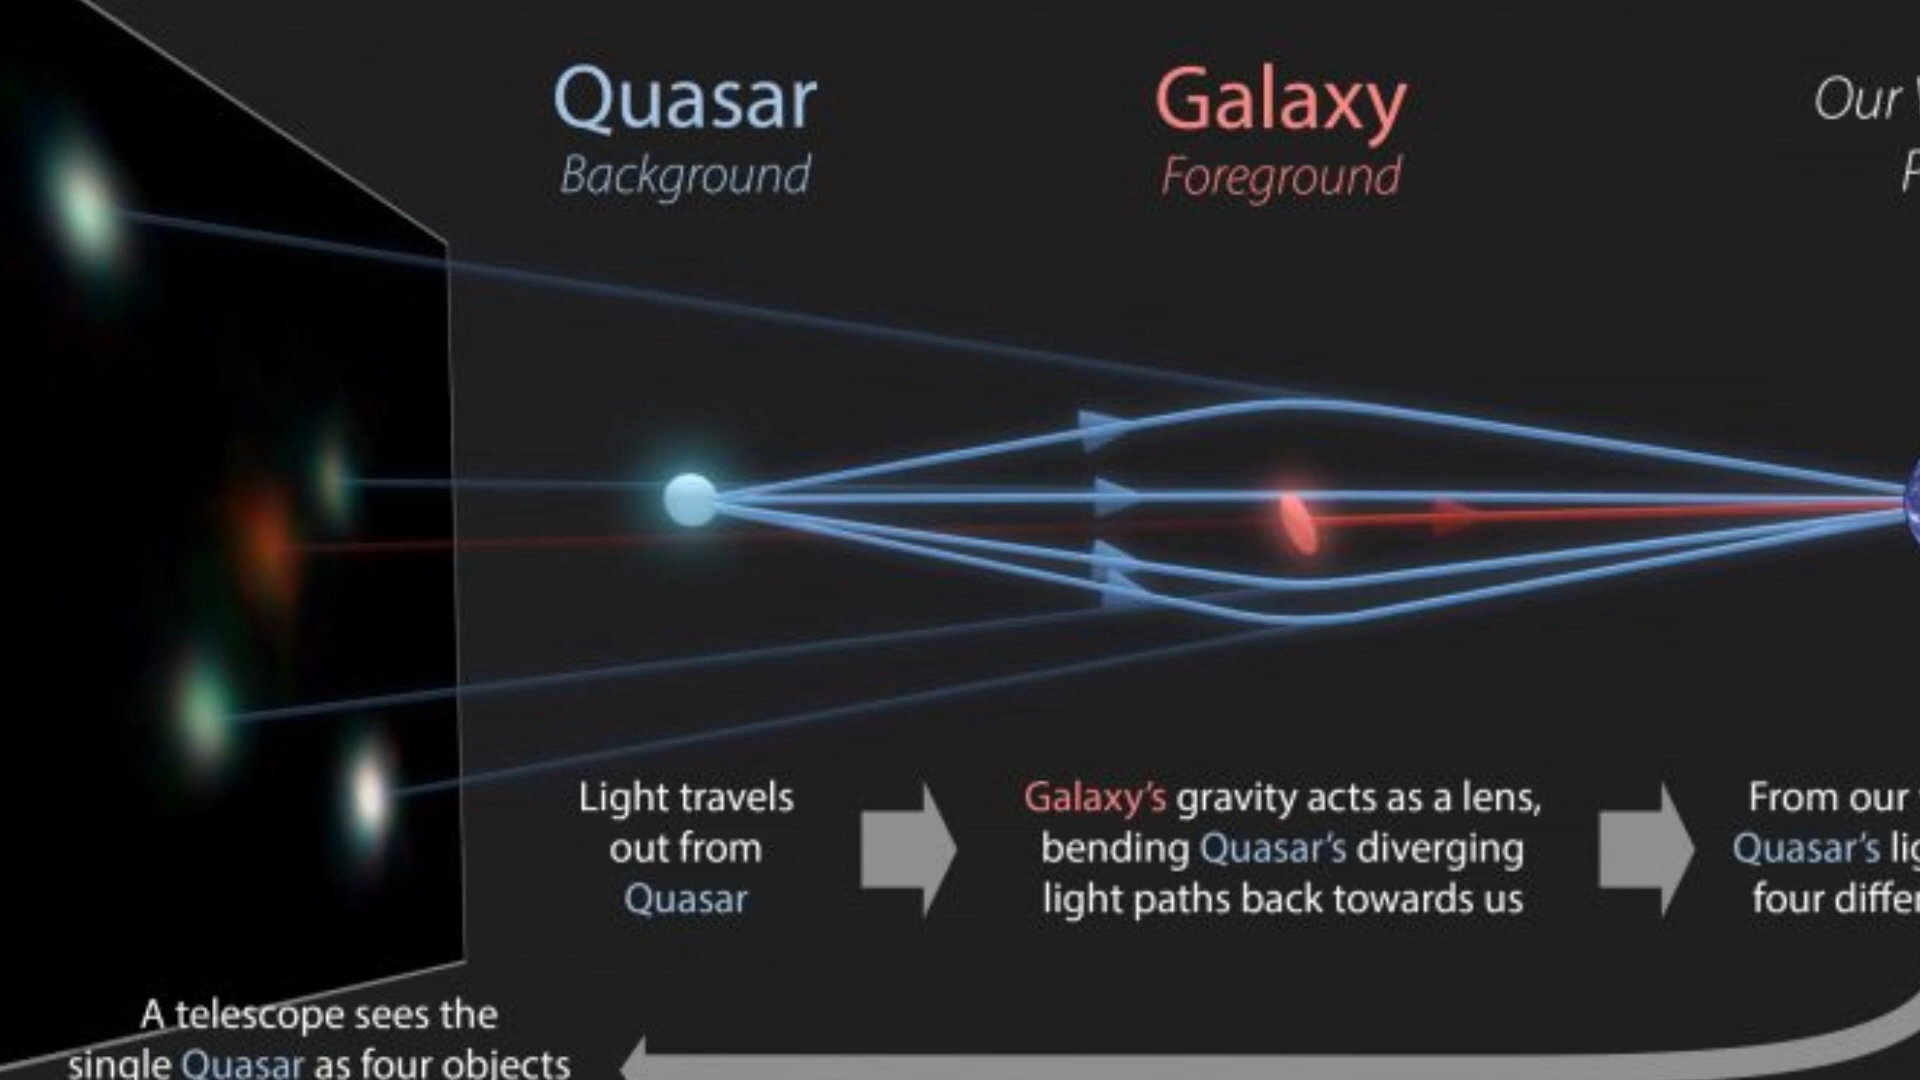 Quasar
Background
Galaxy
Foreground
Our
Light travels
out from
Quasar
Galaxy's gravity acts as a lens,
bending Quasar's diverging
light paths back towards us
From our
Quasar's
four
A telescope sees the
single Quasar as four objects